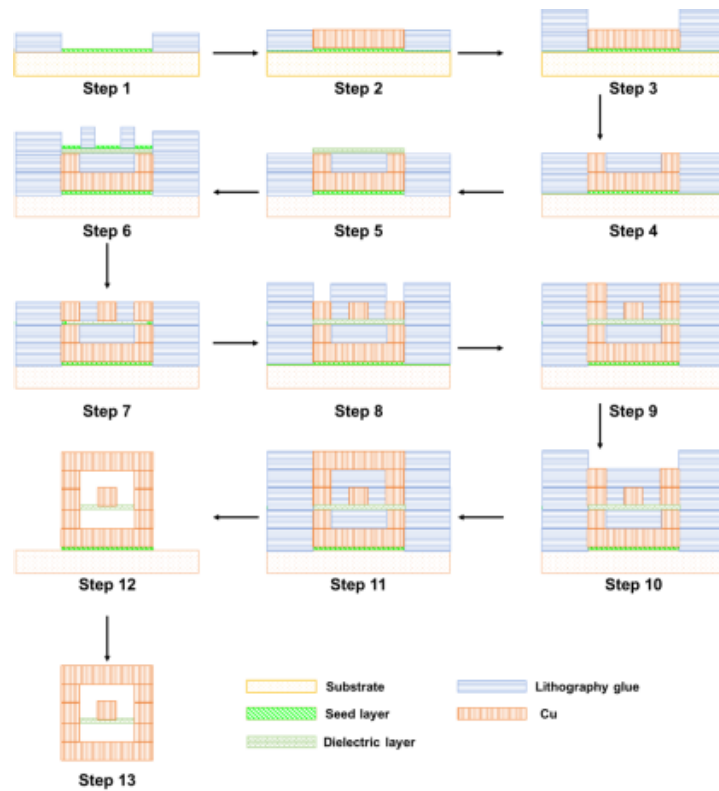 Step 1
Step 2
Step 3
Step 6
Step 5
Step 4
Step 7
Step 8
Step 9
Step 12
Step 11
Step 10
Step 13
Substrate
Lithography glue
Seed layer
Cu
Dielectric layer